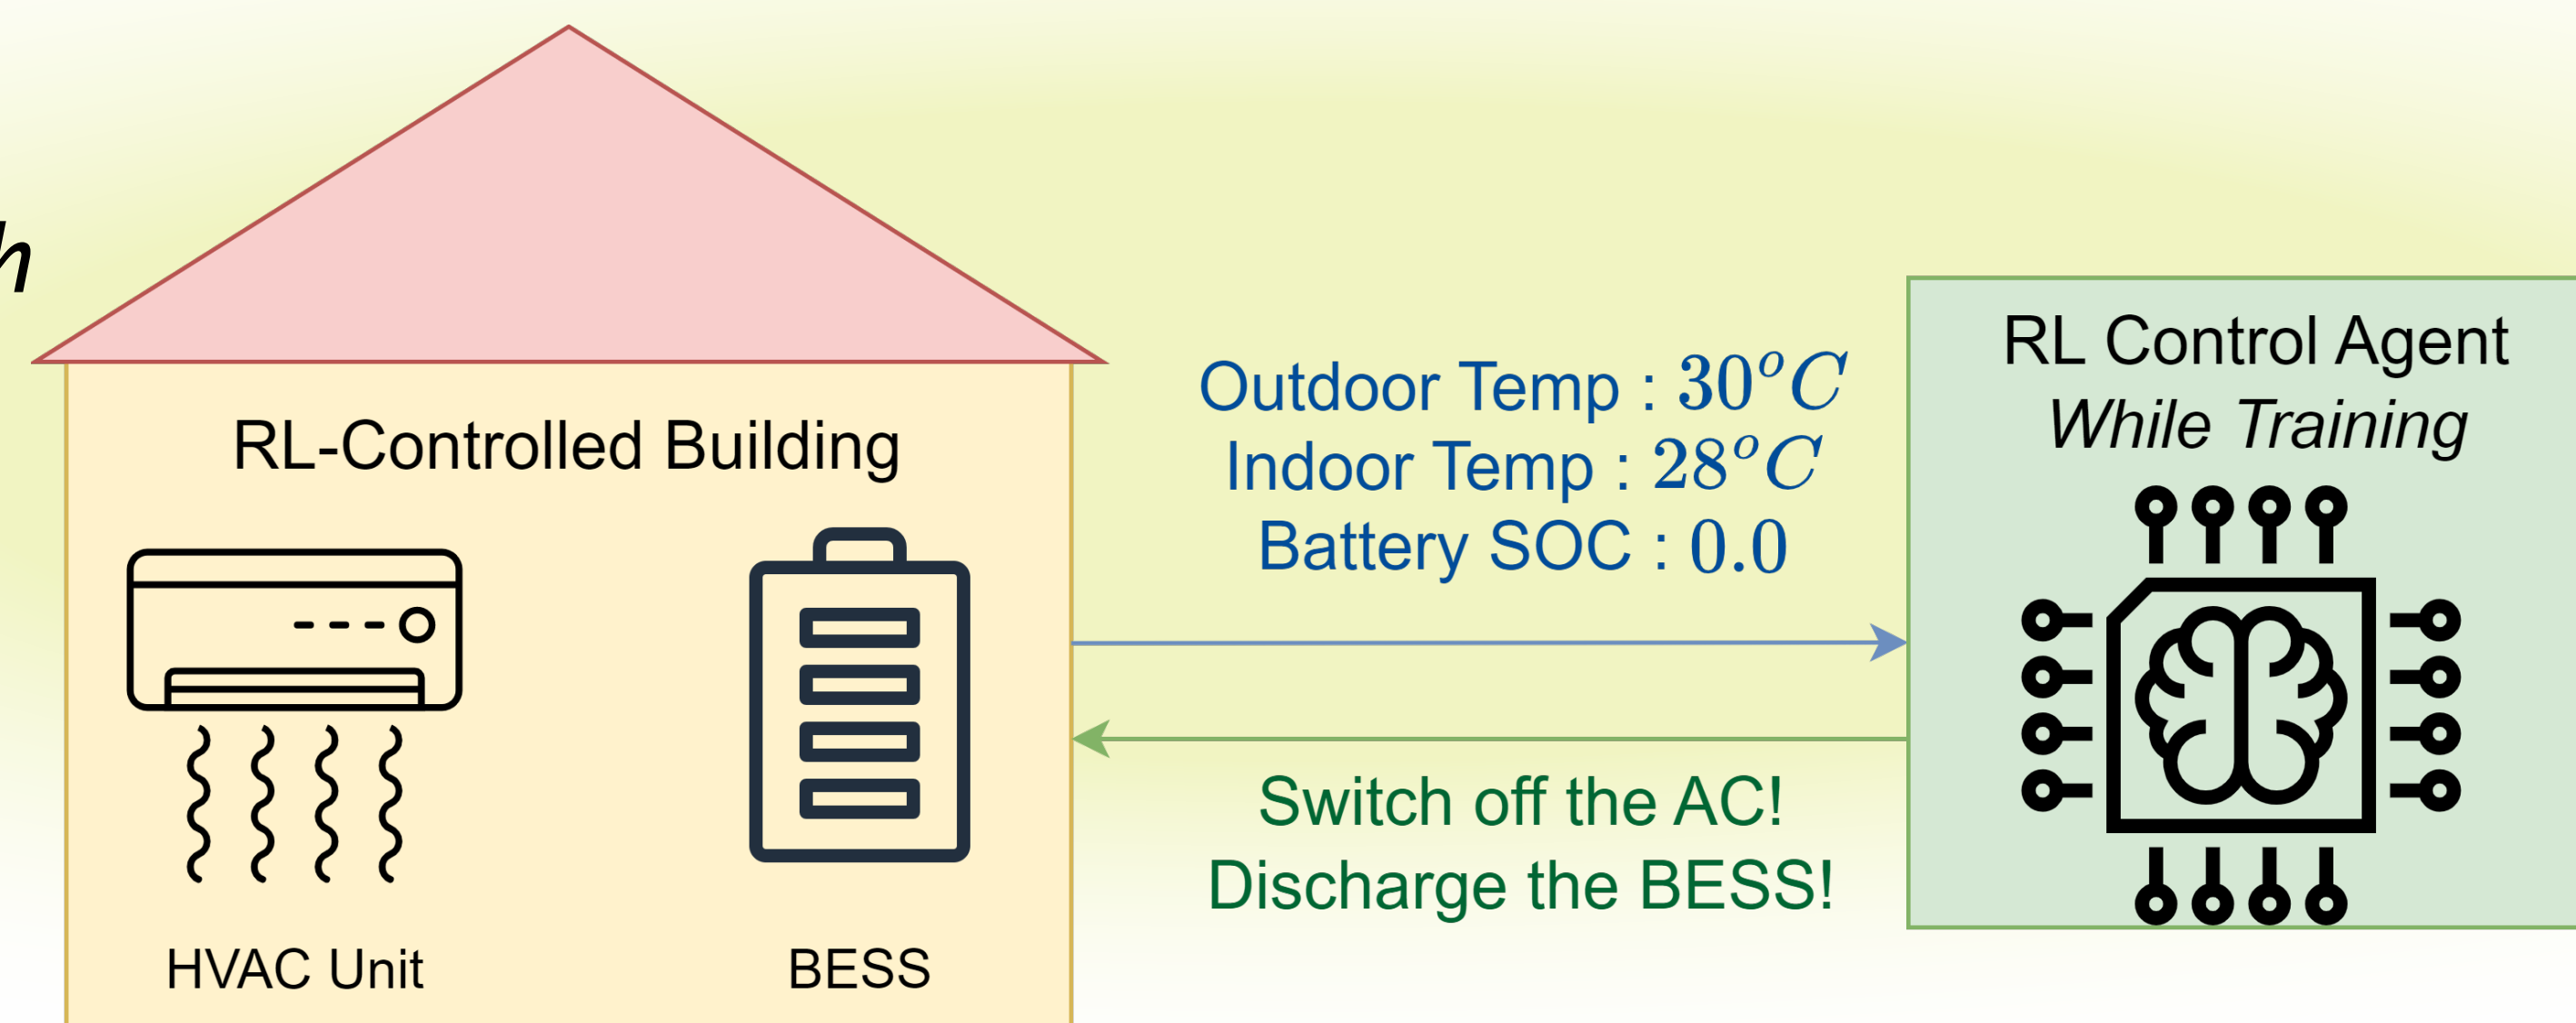 RL-Controlled Building
HVAC Unit
BESS
Outdoor Temp : 30°C
Indoor Temp : 28°C
Battery SOC : 0.0
Switch off the AC!
Discharge the BESS!
RL Control Agent
While Training